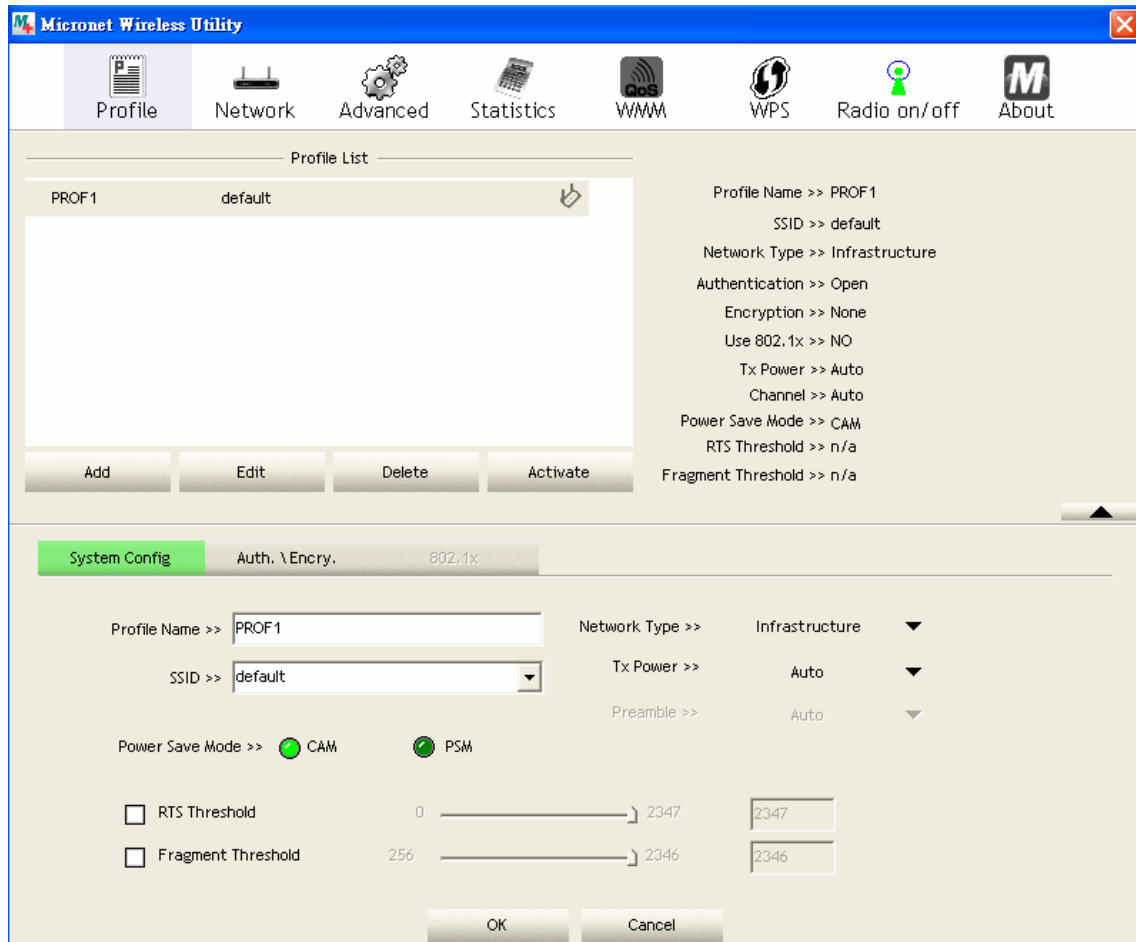 Micronet Wireless Utility
Profile Network Advanced Statistics WMM WPS Radio on/off About
QoS
Profile List
PROF1 default
Profile Name >> PROF1
SSID >> default
Network Type >> Infrastructure
Authentication >> Open
Encryption >> None
Use 802.1x >> NO
Tx Power >> Auto
Channel >> Auto
Power Save Mode >> CAM
RTS Threshold >> n/a
Fragment Threshold >> n/a
Add Edit Delete Activate
System Config Auth. \ Encry. 802.1x
Profile Name >> PROF1 Network Type >> Infrastructure
SSID >> default Tx Power >> Auto
Preamble >> Auto
Power Save Mode >> CAM PSM
RTS Threshold 0 2347 2347
Fragment Threshold 256 2346 2346
OK Cancel